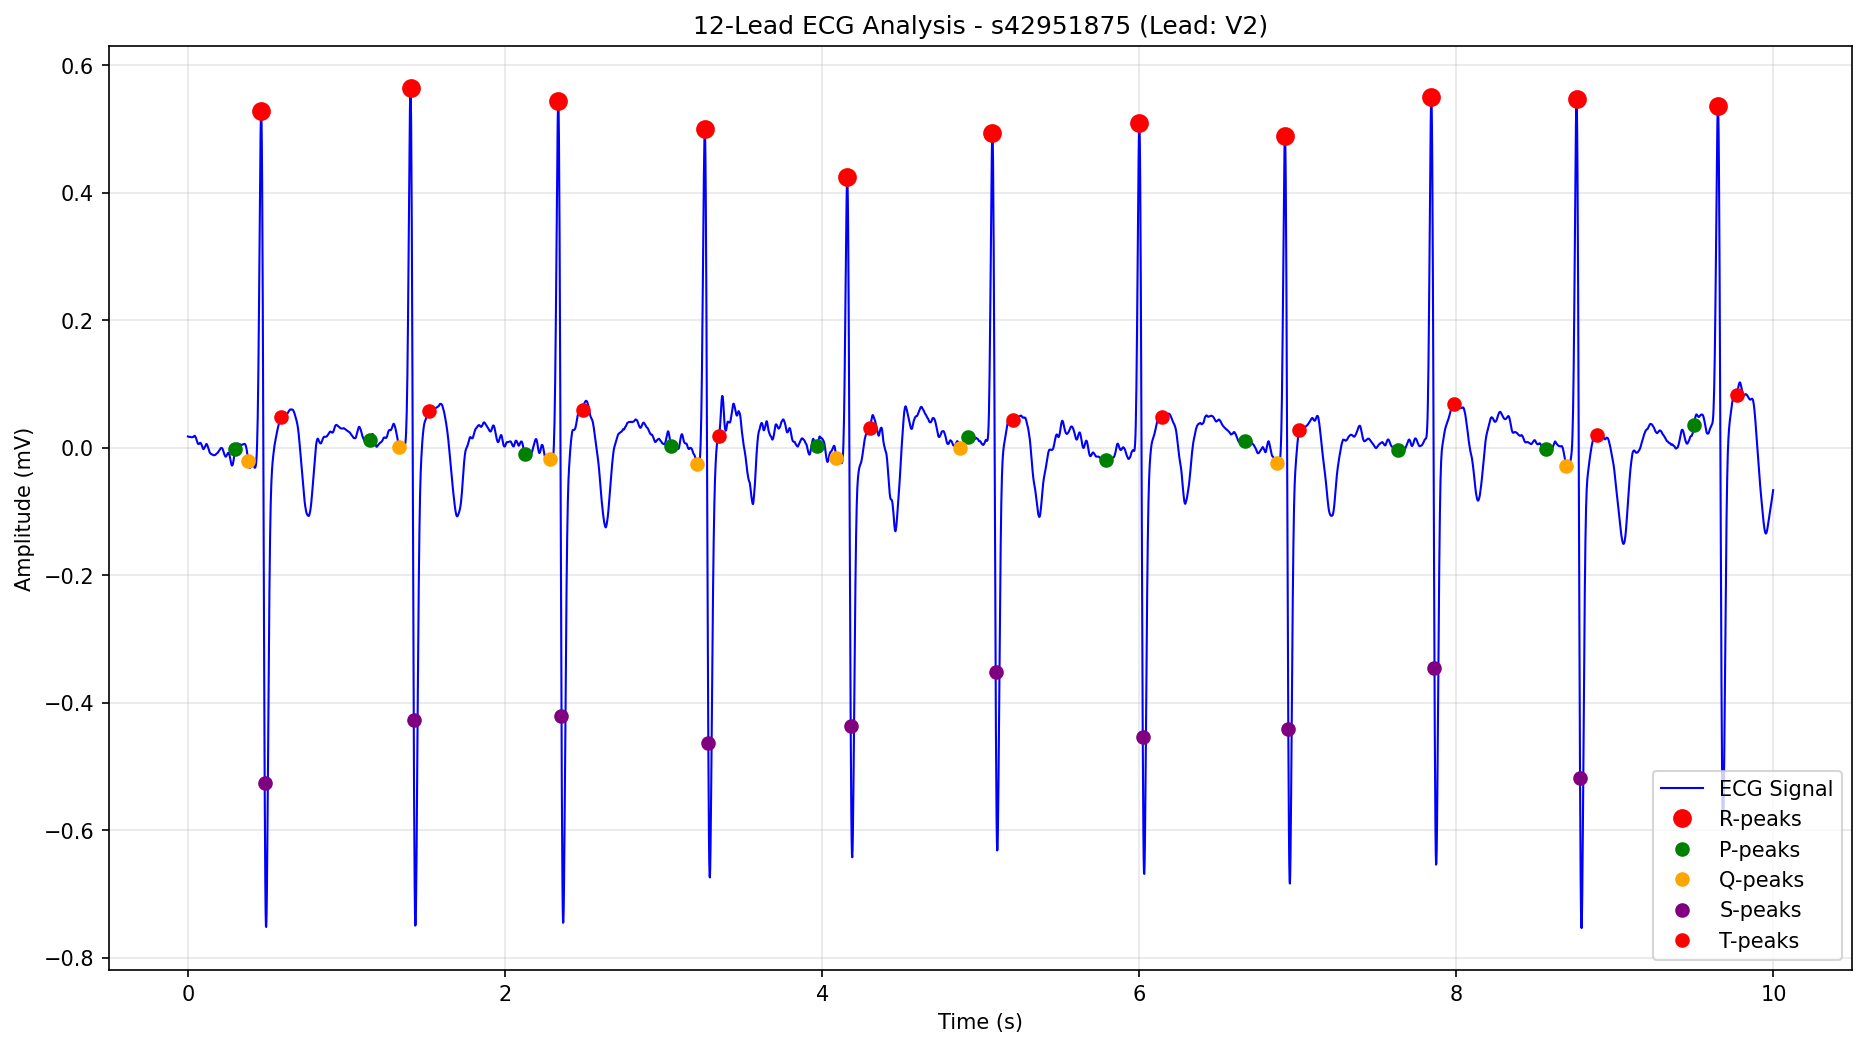 12-Lead ECG Analysis - s42951875 (Lead: V2)
Amplitude (mV)
0.6
0.4
0.2
0.0
−0.2
−0.4
−0.6
−0.8
ECG Signal
R-peaks
P-peaks
Q-peaks
S-peaks
T-peaks
0 2 4 6 8 10
Time (s)